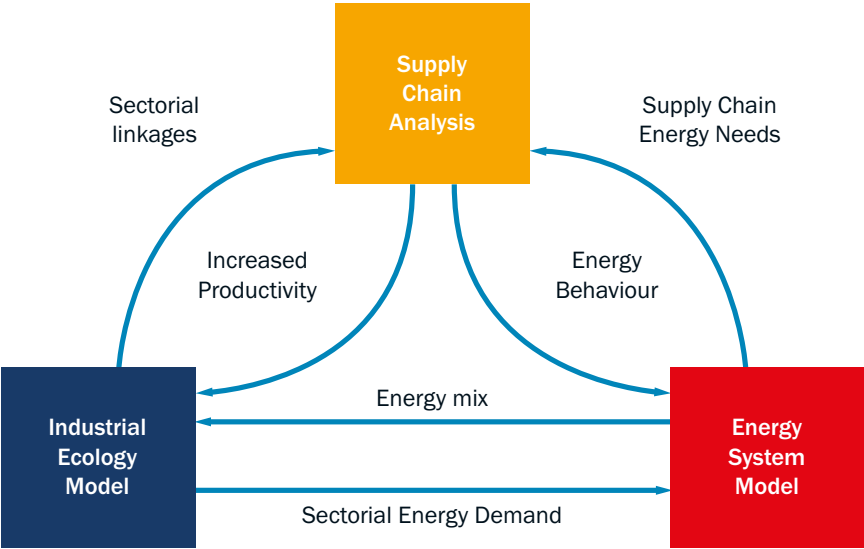 Supply
Chain
Analysis
Sectorial
linkages
Supply Chain
Energy Needs
Increased
Productivity
Energy
Behaviour
Energy mix
Industrial
Ecology
Model
Energy
System
Model
Sectorial Energy Demand